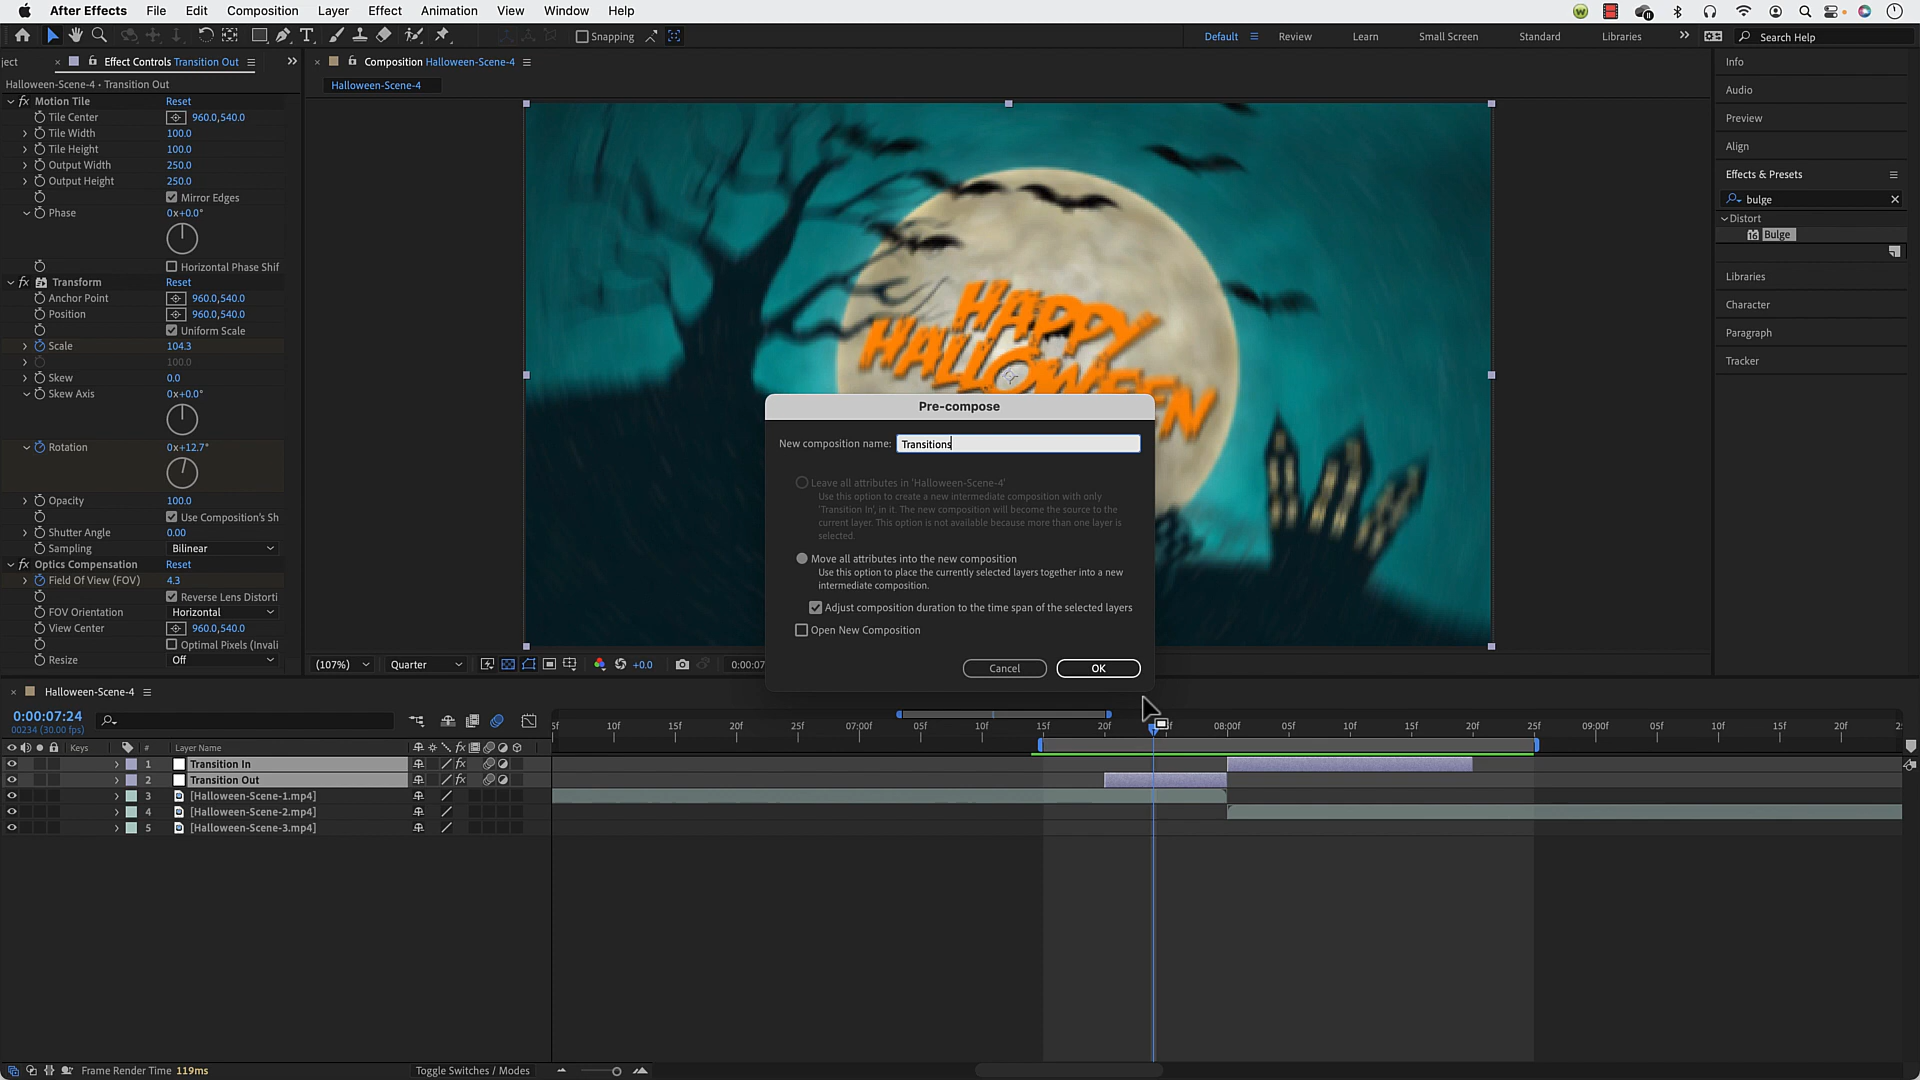 After Effects File Edit Composition Layer Effect Animation View Window Help
Snapping Default Review Learn Small Screen Standard Libraries Search Help
ject Effect Controls Transition Out Composition Halloween-Scene-4 Info
Halloween-Scene-4 • Transition Out Halloween-Scene-4
Motion Tile Reset
Tile Center 960.0,540.0
Tile Width 100.0
Tile Height 100.0
Output Width 250.0
Output Height 250.0
Mirror Edges
Phase 0x+0.0°
Horizontal Phase Shif
Transform Reset
Anchor Point 960.0,540.0
Position 960.0,540.0
Uniform Scale
Scale 104.3
100.0
Skew 0.0
Skew Axis 0x+0.0°
Rotation 0x+12.7°
Opacity 100.0
Use Composition's Sh
Shutter Angle 0.00
Sampling Bilinear
Optics Compensation Reset
Field Of View (FOV) 4.3
Reverse Lens Distorti
FOV Orientation Horizontal
View Center 960.0,540.0
Optimal Pixels (Invali
Resize Off
HAPPY
HALLOWEEN
Pre-compose
New composition name: Transitions
Leave all attributes in 'Halloween-Scene-4'
Use this option to create a new intermediate composition with only
'Transition In', in it. The new composition will become the source to the
current layer. This option is not available because more than one layer is
selected.
Move all attributes into the new composition
Use this option to place the currently selected layers together into a new
intermediate composition.
Adjust composition duration to the time span of the selected layers
Open New Composition
Cancel OK
(107%) Quarter +0.0 0:00:07
Audio
Preview
Align
Effects & Presets
bulge
Distort
16 Bulge
Libraries
Character
Paragraph
Tracker
Halloween-Scene-4
0:00:07:24
00234 (30.00 fps)
5f 10f 15f 20f 25f 07:00f 05f 10f 15f 20f 08:00f 05f 10f 15f 20f 25f 09:00f 05f 10f 15f 20f
Keys # Layer Name
1 Transition In
2 Transition Out
3 [Halloween-Scene-1.mp4]
4 [Halloween-Scene-2.mp4]
5 [Halloween-Scene-3.mp4]
Frame Render Time 119ms Toggle Switches / Modes